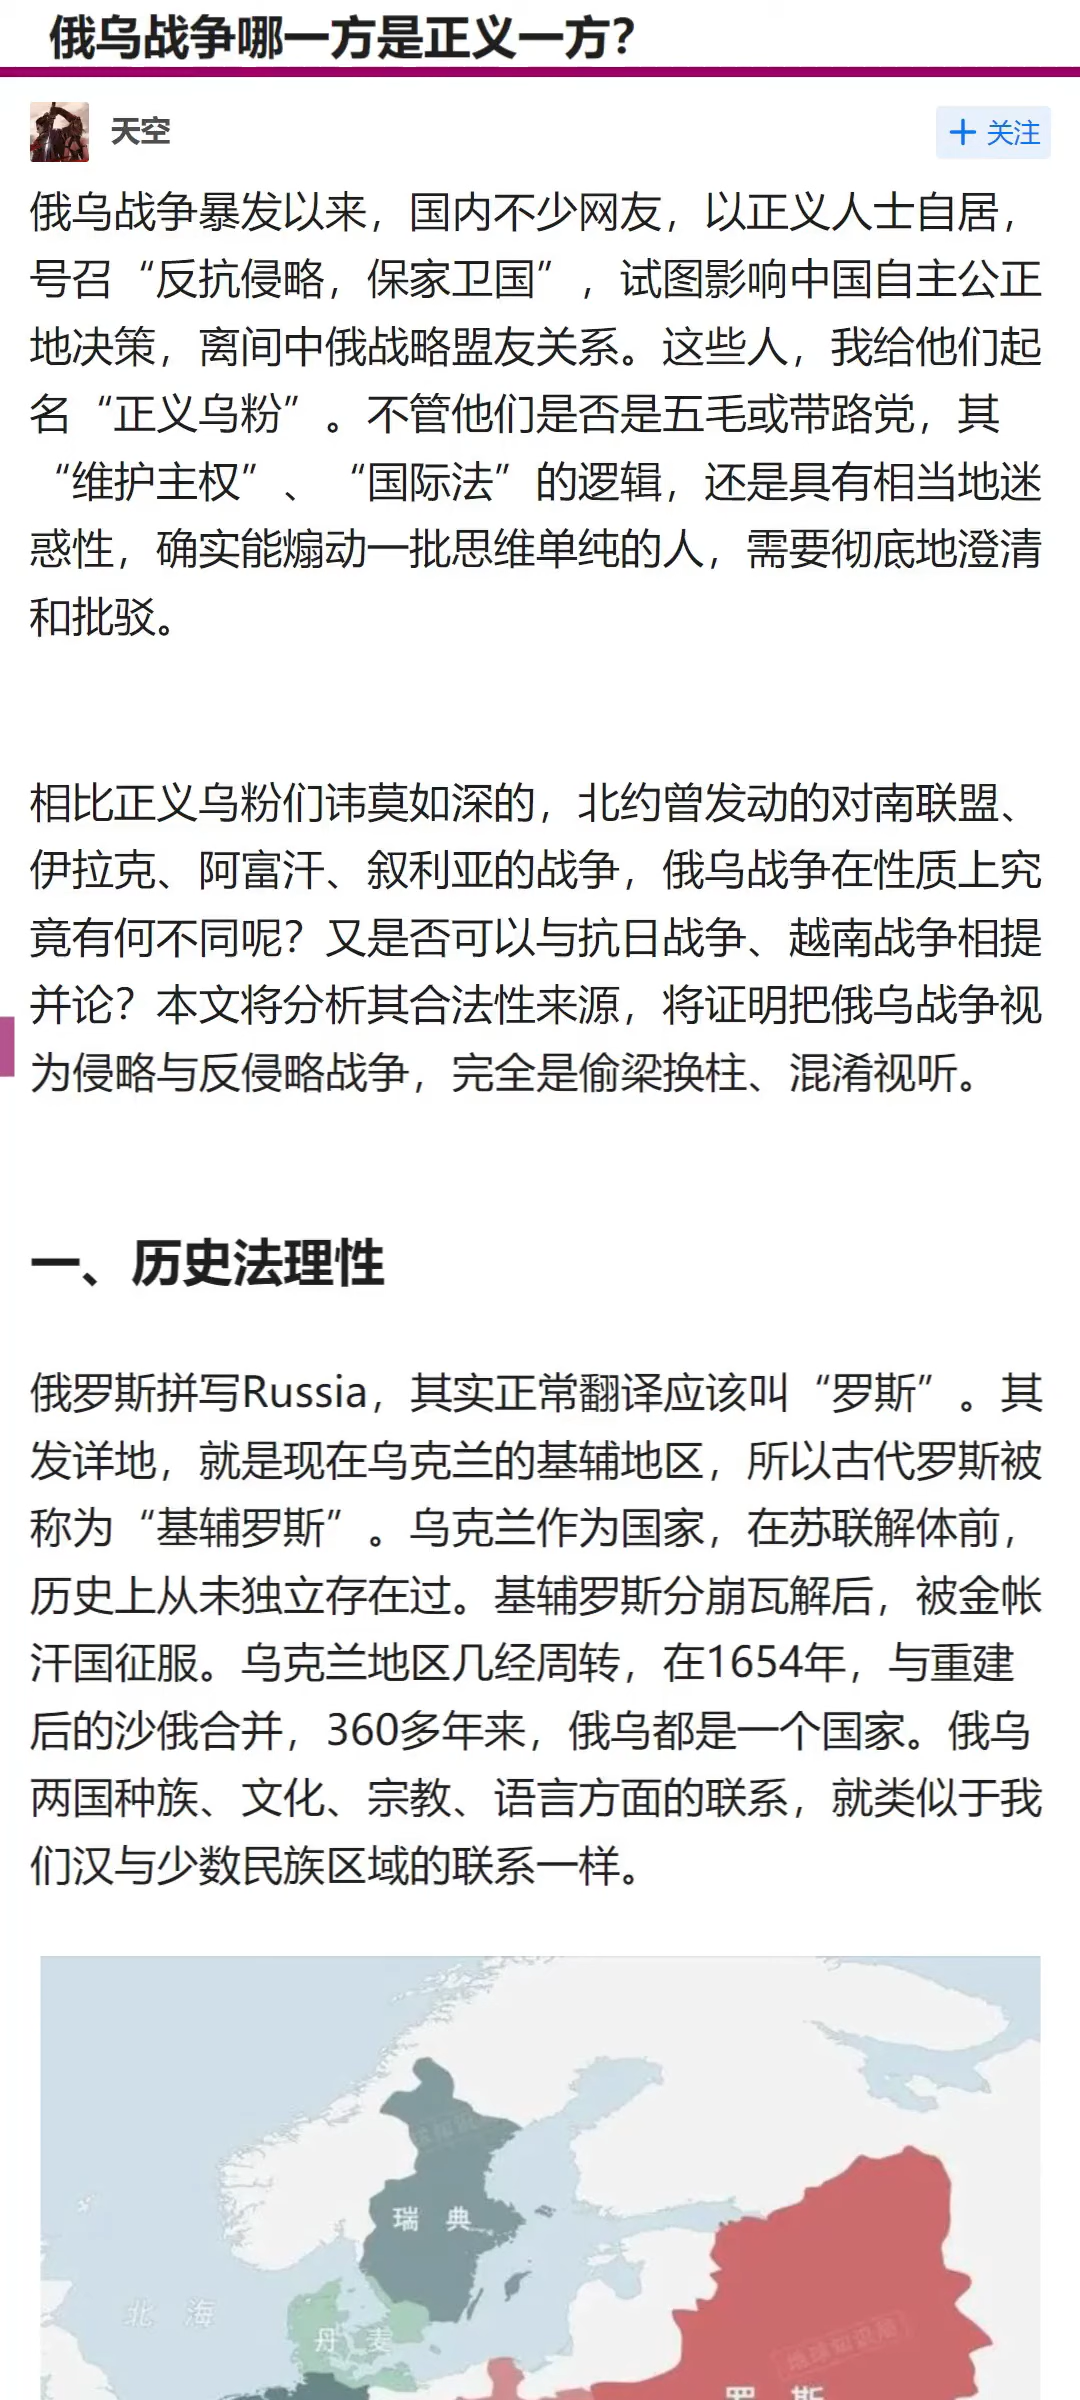 俄乌战争哪一方是正义一方？
天空
关注
俄乌战争暴发以来，国内不少网友，以正义人士自居，
号召“反抗侵略，保家卫国”，试图影响中国自主公正
地决策，离间中俄战略盟友关系。这些人，我给他们起
名“正义乌粉”。不管他们是否是五毛或带路党，其
“维护主权”、“国际法”的逻辑，还是具有相当地迷
惑性，确实能煽动一批思维单纯的人，需要彻底地澄清
和批驳。
相比正义乌粉们讳莫如深的，北约曾发动的对南联盟、
伊拉克、阿富汗、叙利亚的战争，俄乌战争在性质上究
竟有何不同呢？又是否可以与抗日战争、越南战争相提
并论？本文将分析其合法性来源，将证明把俄乌战争视
为侵略与反侵略战争，完全是偷梁换柱、混淆视听。
一、历史法理性
俄罗斯拼写Russia，其实正常翻译应该叫“罗斯”。其
发详地，就是现在乌克兰的基辅地区，所以古代罗斯被
称为“基辅罗斯”。乌克兰作为国家，在苏联解体前，
历史上从未独立存在过。基辅罗斯分崩瓦解后，被金帐
汗国征服。乌克兰地区几经周转，在1654年，与重建
后的沙俄合并，360多年来，俄乌都是一个国家。俄乌
两国种族、文化、宗教、语言方面的联系，就类似于我
们汉与少数民族区域的联系一样。
瑞典
北海
丹麦
地球知识局
罗斯